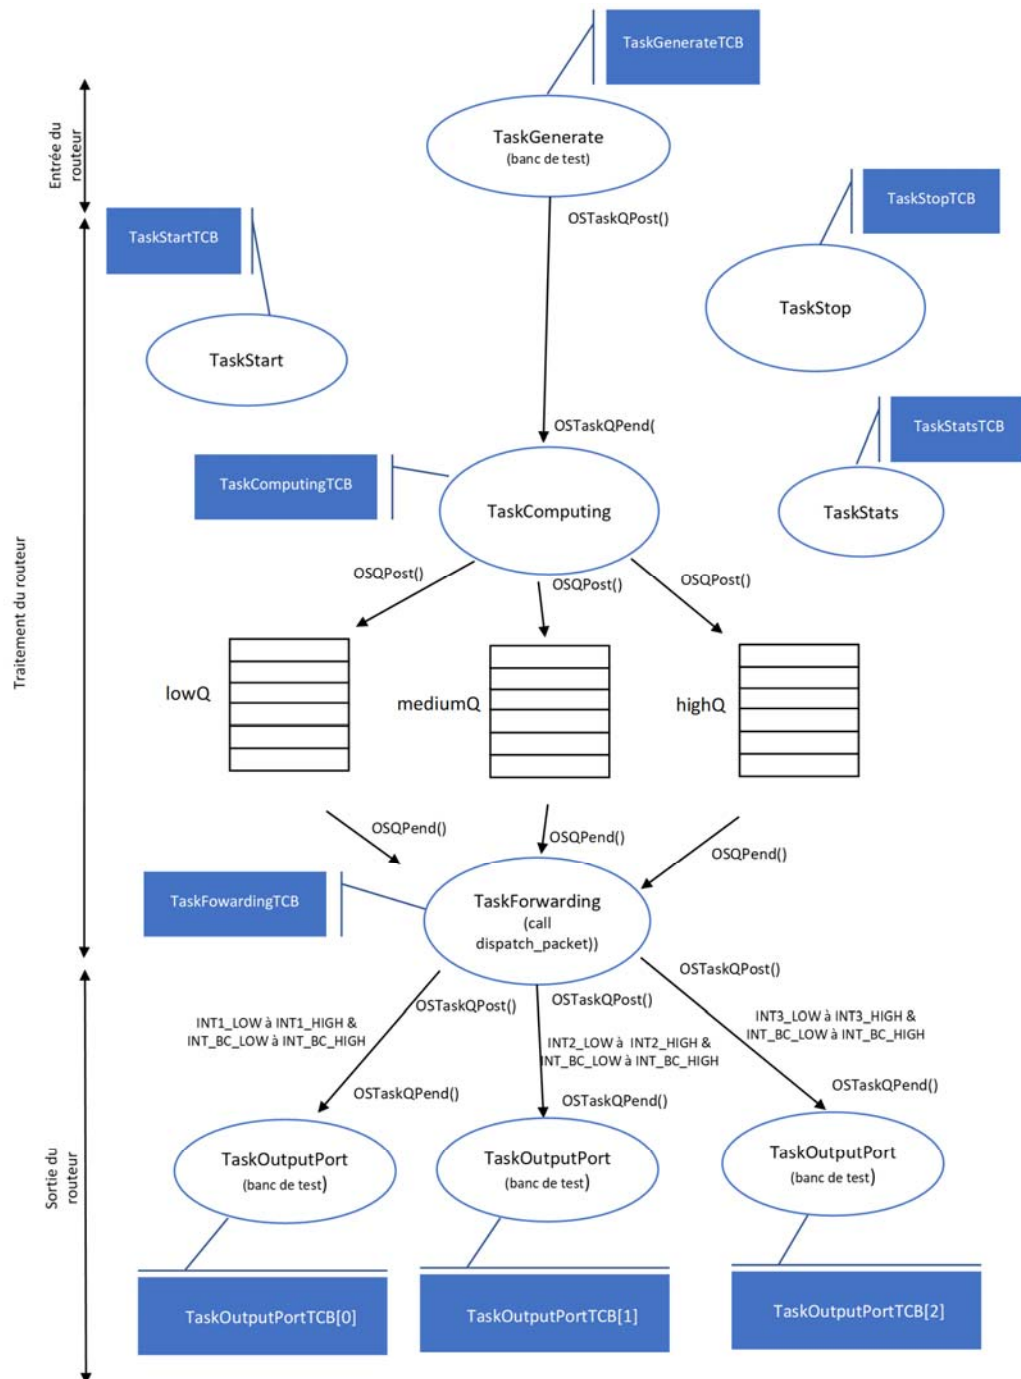 TaskGenerateTCB
TaskGenerate
(banc de test)
Entrée du
routeur
OSTaskQPost()
TaskStopTCB
TaskStartTCB
TaskStop
TaskStart
TaskStatsTCB
OSTaskQPend(
TaskComputingTCB
TaskComputing
TaskStats
Traitement du routeur
OSQPost()
OSQPost()
OSQPost()
lowQ
mediumQ
highQ
OSQPend()
OSQPend()
OSQPend()
TaskFowardingTCB
TaskForwarding
(call
dispatch_packet))
OSTaskQPost()
OSTaskQPost()
OSTaskQPost()
INT1_LOW à INT1_HIGH &
INT_BC_LOW à INT_BC_HIGH
INT2_LOW à INT2_HIGH &
INT_BC_LOW à INT_BC_HIGH
INT3_LOW à INT3_HIGH &
INT_BC_LOW à INT_BC_HIGH
OSTaskQPend()
OSTaskQPend()
OSTaskQPend()
Sortie du
routeur
TaskOutputPort
(banc de test)
TaskOutputPort
(banc de test)
TaskOutputPort
(banc de test)
TaskOutputPortTCB[0]
TaskOutputPortTCB[1]
TaskOutputPortTCB[2]